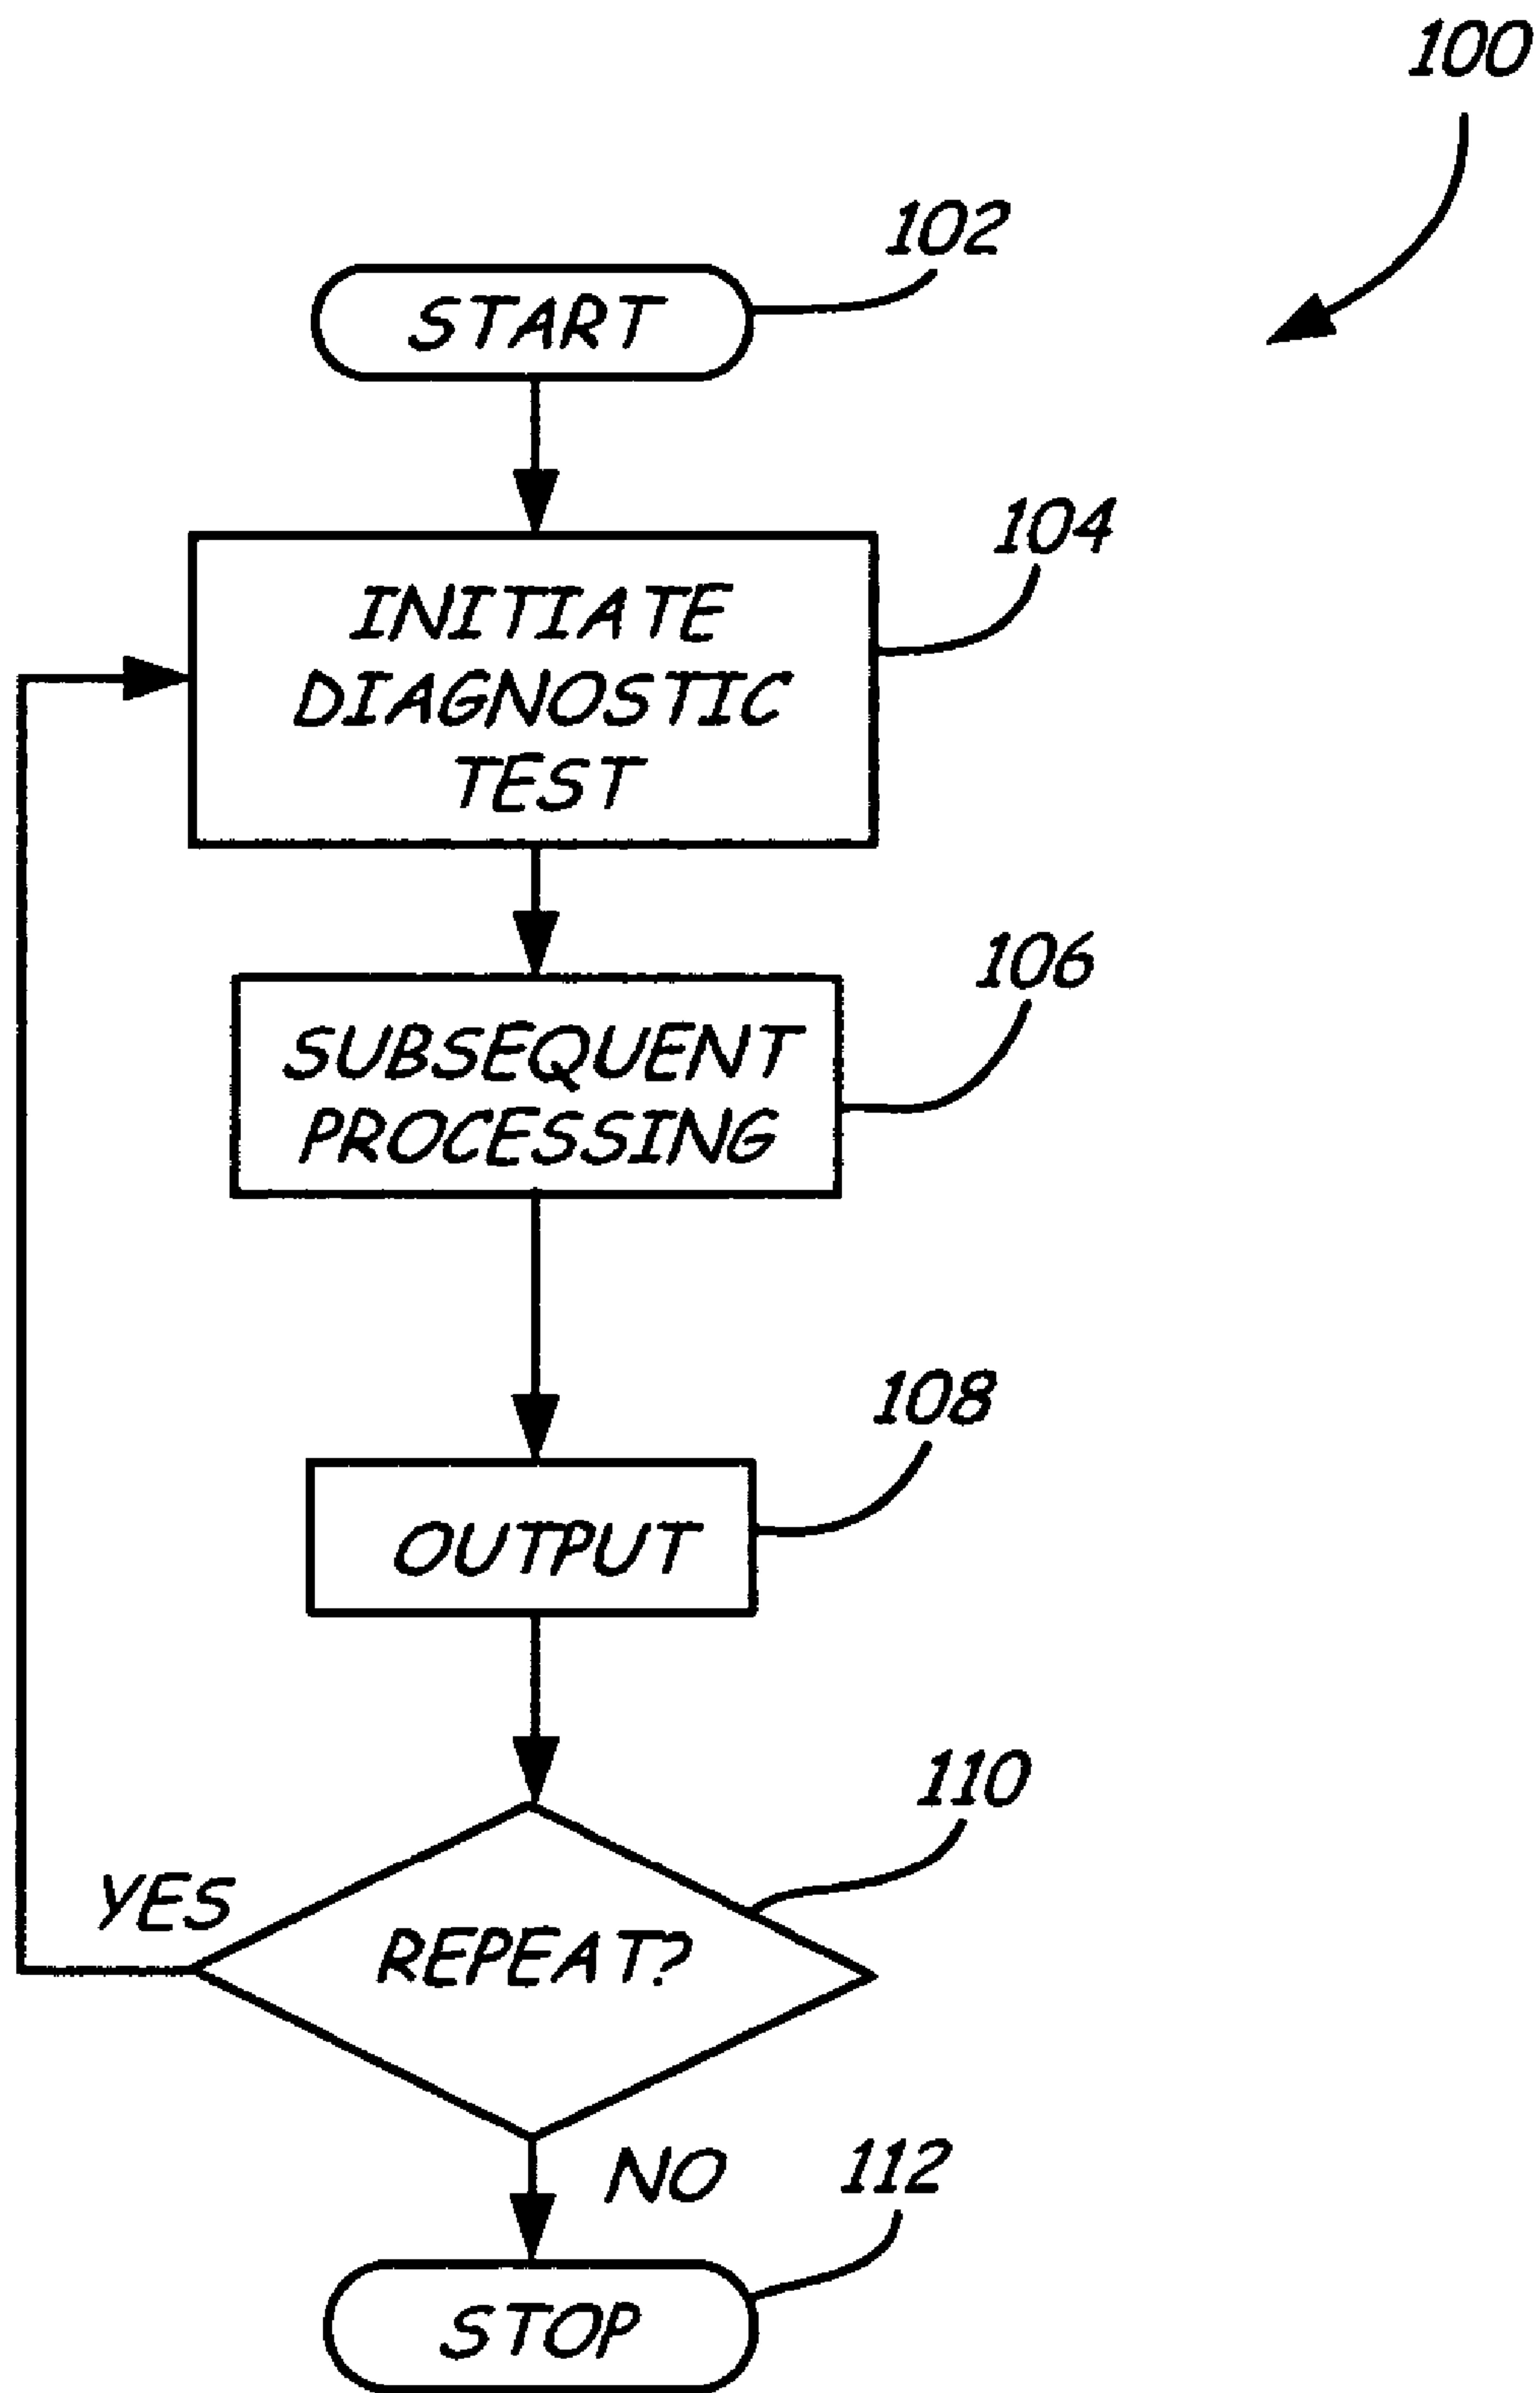 100
102
START
104
INITIATE
DIAGNOSTIC
TEST
106
SUBSEQUENT
PROCESSING
108
OUTPUT
110
YES
REPEAT?
NO
112
STOP